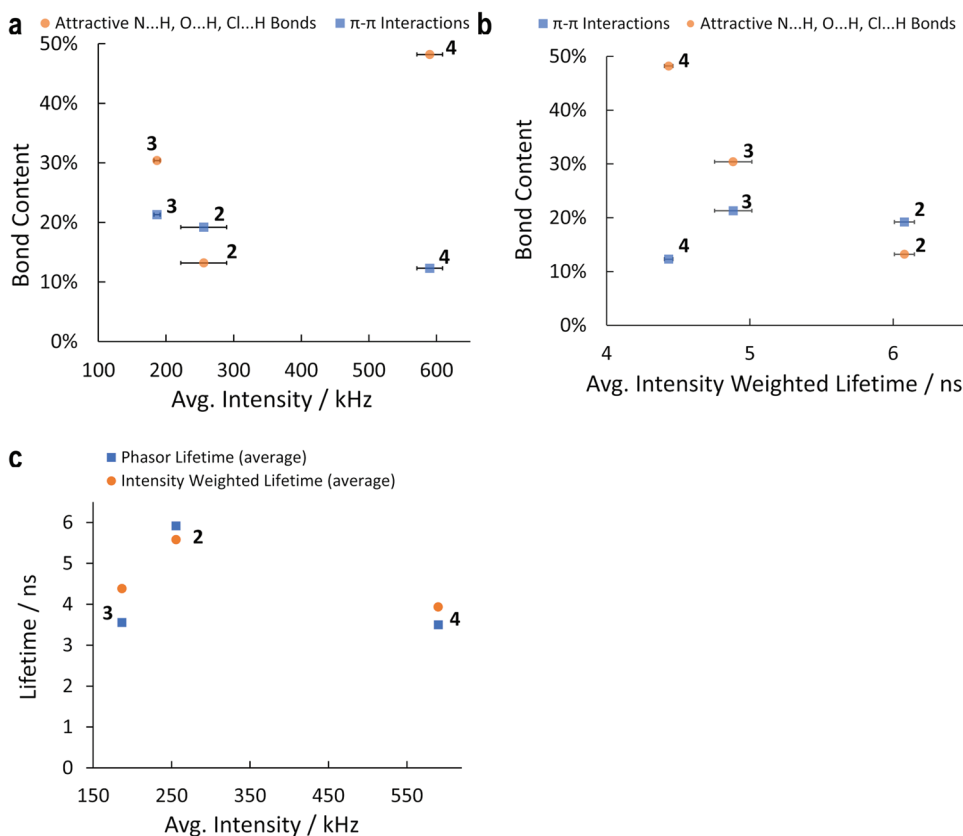 a
Attractive N...H, O...H, Cl...H Bonds
π-π Interactions
50%
40%
30%
20%
10%
0%
Bond Content
4
3
3
2
2
4
100 200 300 400 500 600
Avg. Intensity / kHz
b
π-π Interactions
Attractive N...H, O...H, Cl...H Bonds
50%
40%
30%
20%
10%
0%
Bond Content
4
3
3
2
4
2
4 5 6
Avg. Intensity Weighted Lifetime / ns
c
Phasor Lifetime (average)
Intensity Weighted Lifetime (average)
6
5
4
3
2
1
0
Lifetime / ns
2
3
4
150 250 350 450 550
Avg. Intensity / kHz